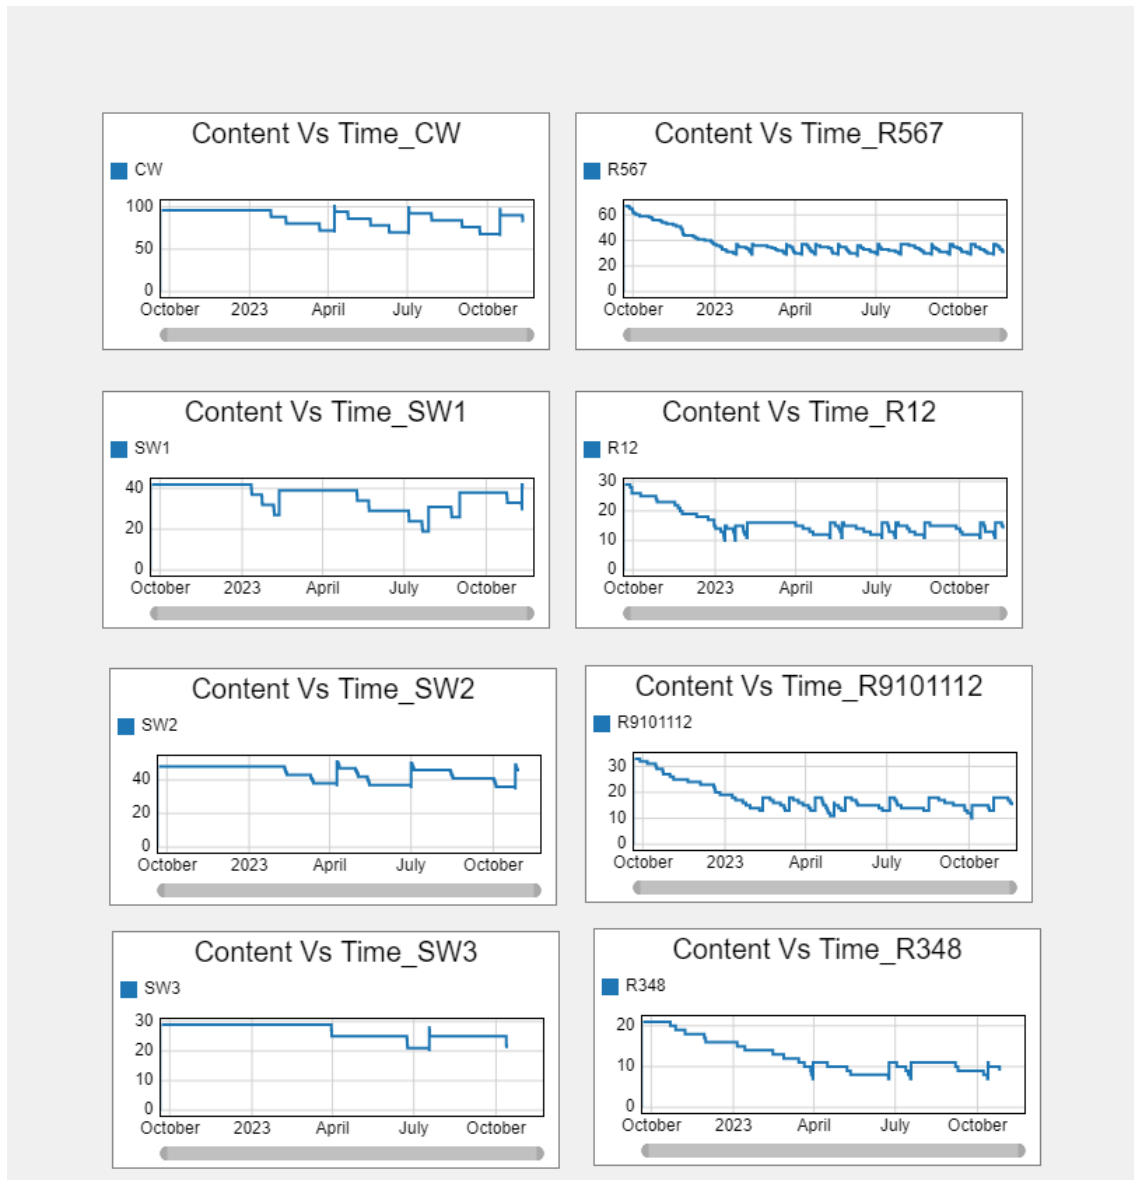 Content Vs Time_CW
CW
100
50
0
October 2023 April July October
Content Vs Time_R567
R567
60
40
20
0
October 2023 April July October
Content Vs Time_SW1
SW1
40
20
0
October 2023 April July October
Content Vs Time_R12
R12
30
20
10
0
October 2023 April July October
Content Vs Time_SW2
SW2
40
20
0
October 2023 April July October
Content Vs Time_R9101112
R9101112
30
20
10
0
October 2023 April July October
Content Vs Time_SW3
SW3
30
20
10
0
October 2023 April July October
Content Vs Time_R348
R348
20
10
0
October 2023 April July October